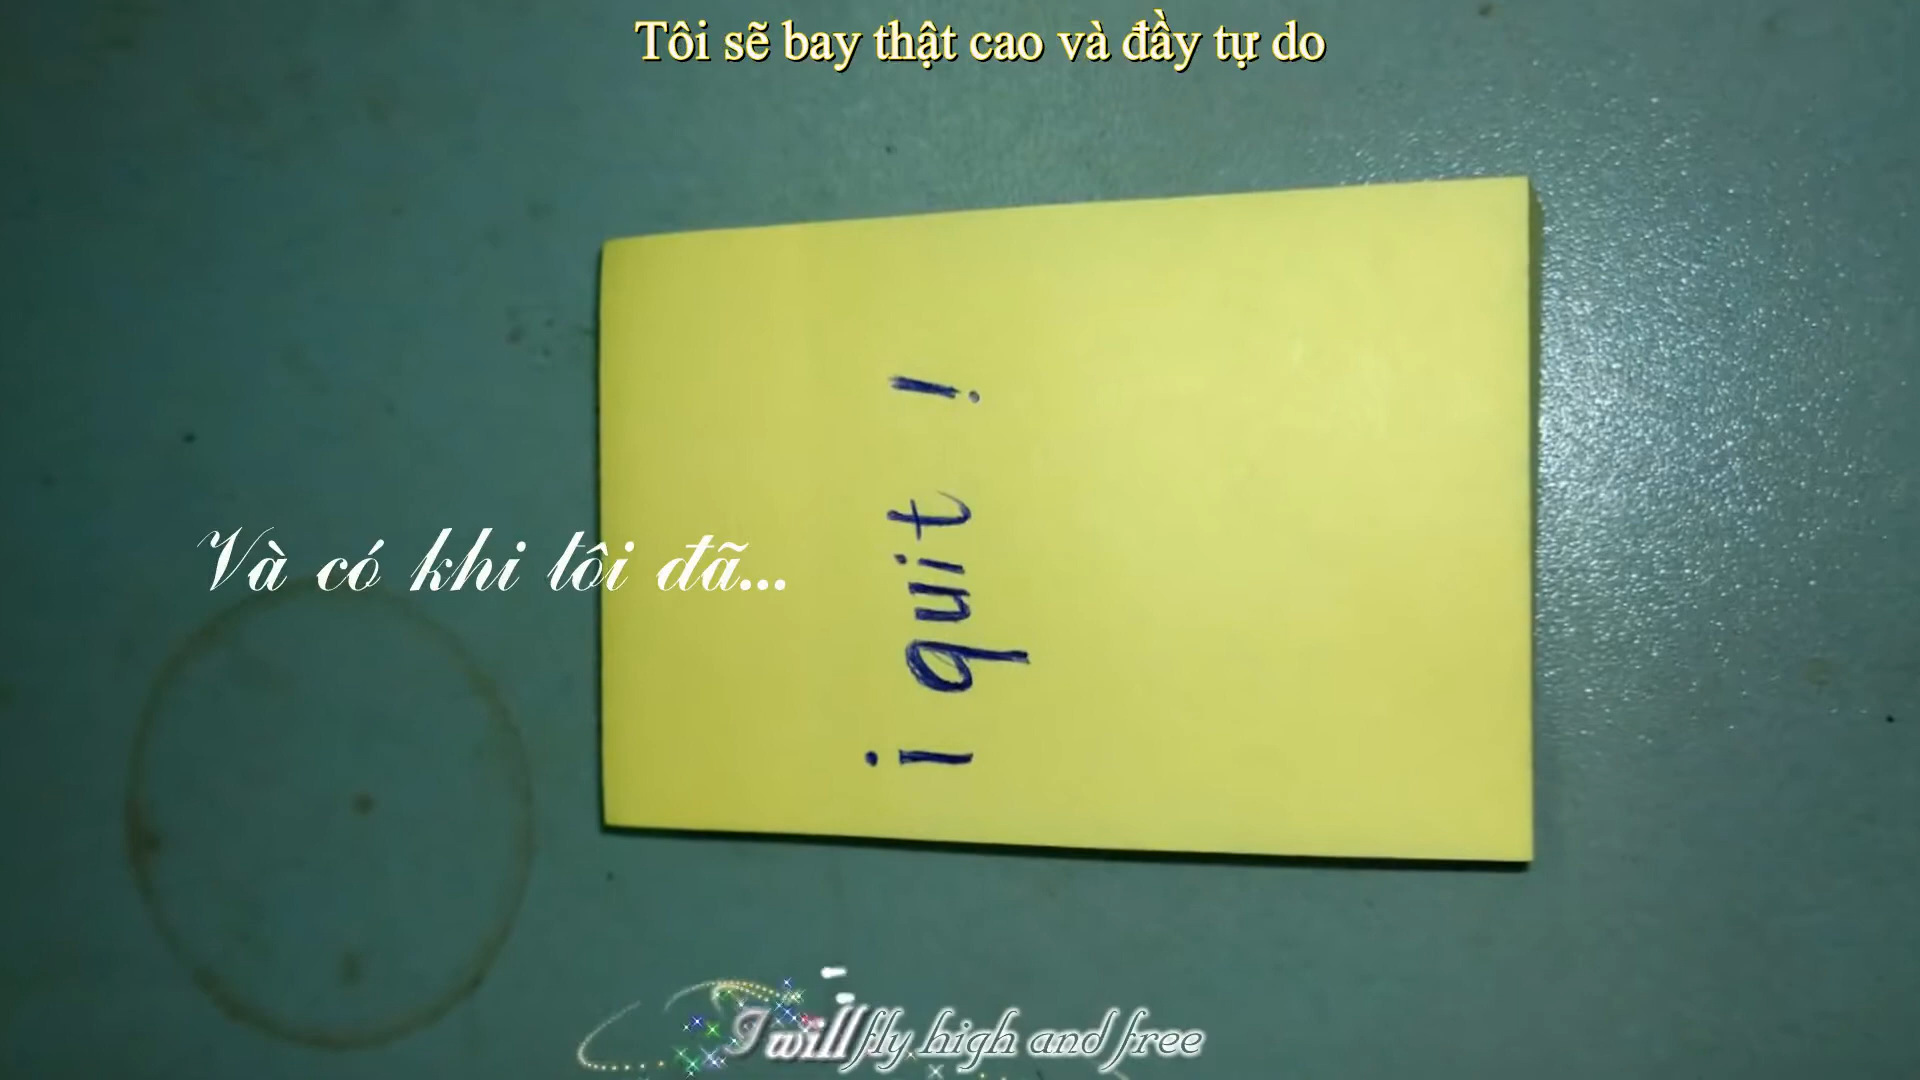 Tôi sẽ bay thật cao và đầy tự do
Và có khi tôi đã...
i quit !
I will fly high and free